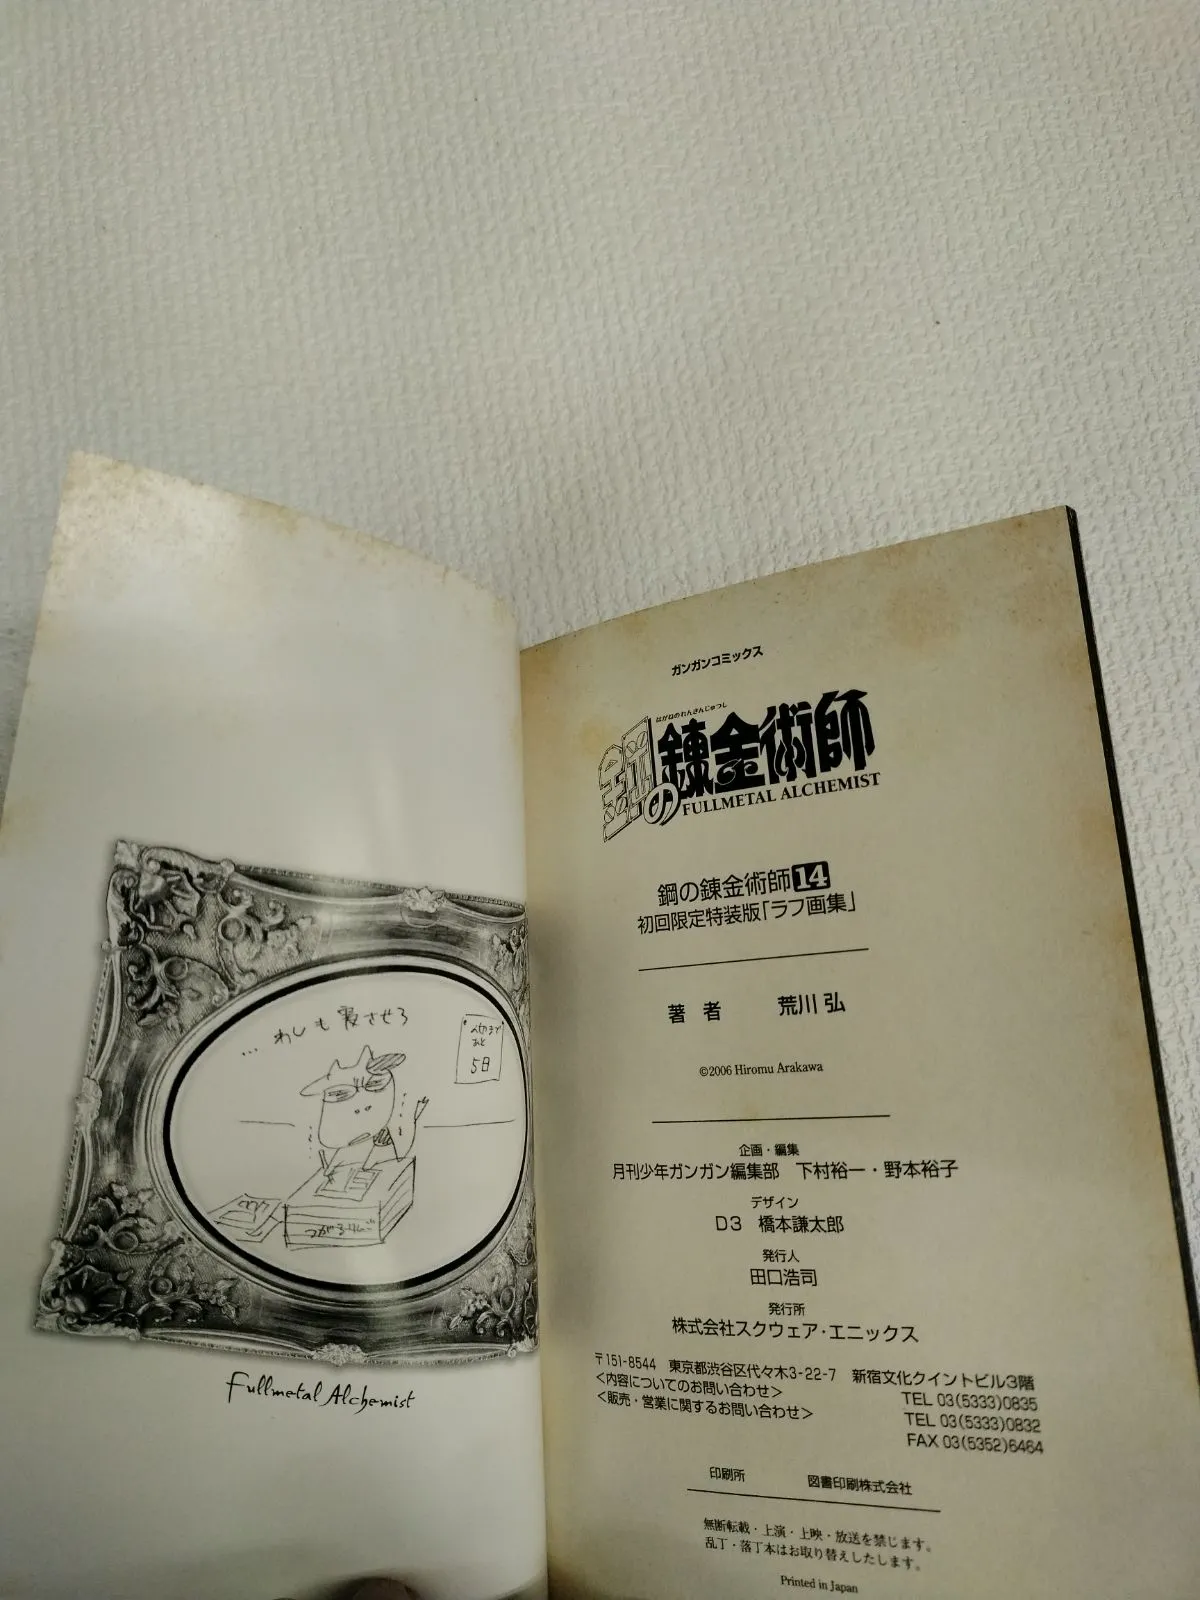 …わしも寝させろ
〆切まで
あと
5日
つがるりんご
Fullmetal Alchemist
ガンガンコミックス
はがねのれんきんじゅつし
鋼の錬金術師
FULLMETAL ALCHEMIST
鋼の錬金術師14
初回限定特装版「ラフ画集」
著者 荒川弘
©2006 Hiromu Arakawa
企画・編集
月刊少年ガンガン編集部 下村裕一・野本裕子
デザイン
D3 橋本謙太郎
発行人
田口浩司
発行所
株式会社スクウェア・エニックス
〒151-8544 東京都渋谷区代々木3-22-7 新宿文化クイントビル3階
<内容についてのお問い合わせ> TEL 03(5333)0835
<販売・営業に関するお問い合わせ> TEL 03(5333)0832
FAX 03(5352)6464
印刷所 図書印刷株式会社
無断転載・上演・上映・放送を禁じます。
乱丁・落丁本はお取り替えしたします。
Printed in Japan